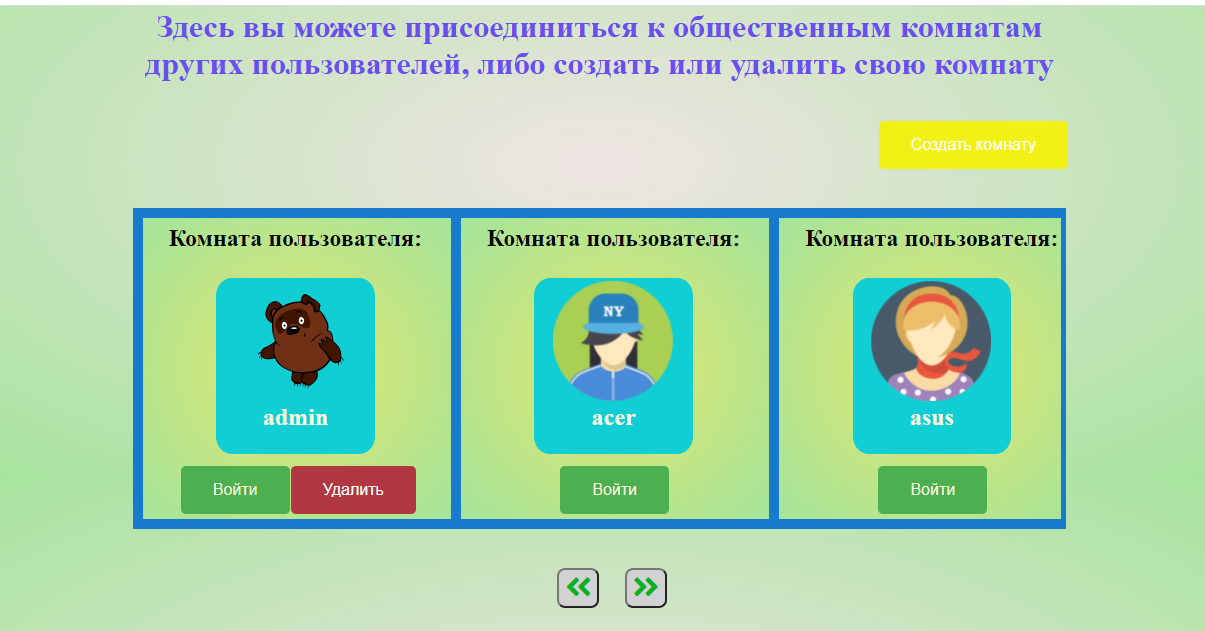 Здесь вы можете присоединиться к общественным комнатам
других пользователей, либо создать или удалить свою комнату
Создать комнату
Комната пользователя:
Комната пользователя:
Комната пользователя:
NY
admin
acer
asus
Войти
Удалить
Войти
Войти